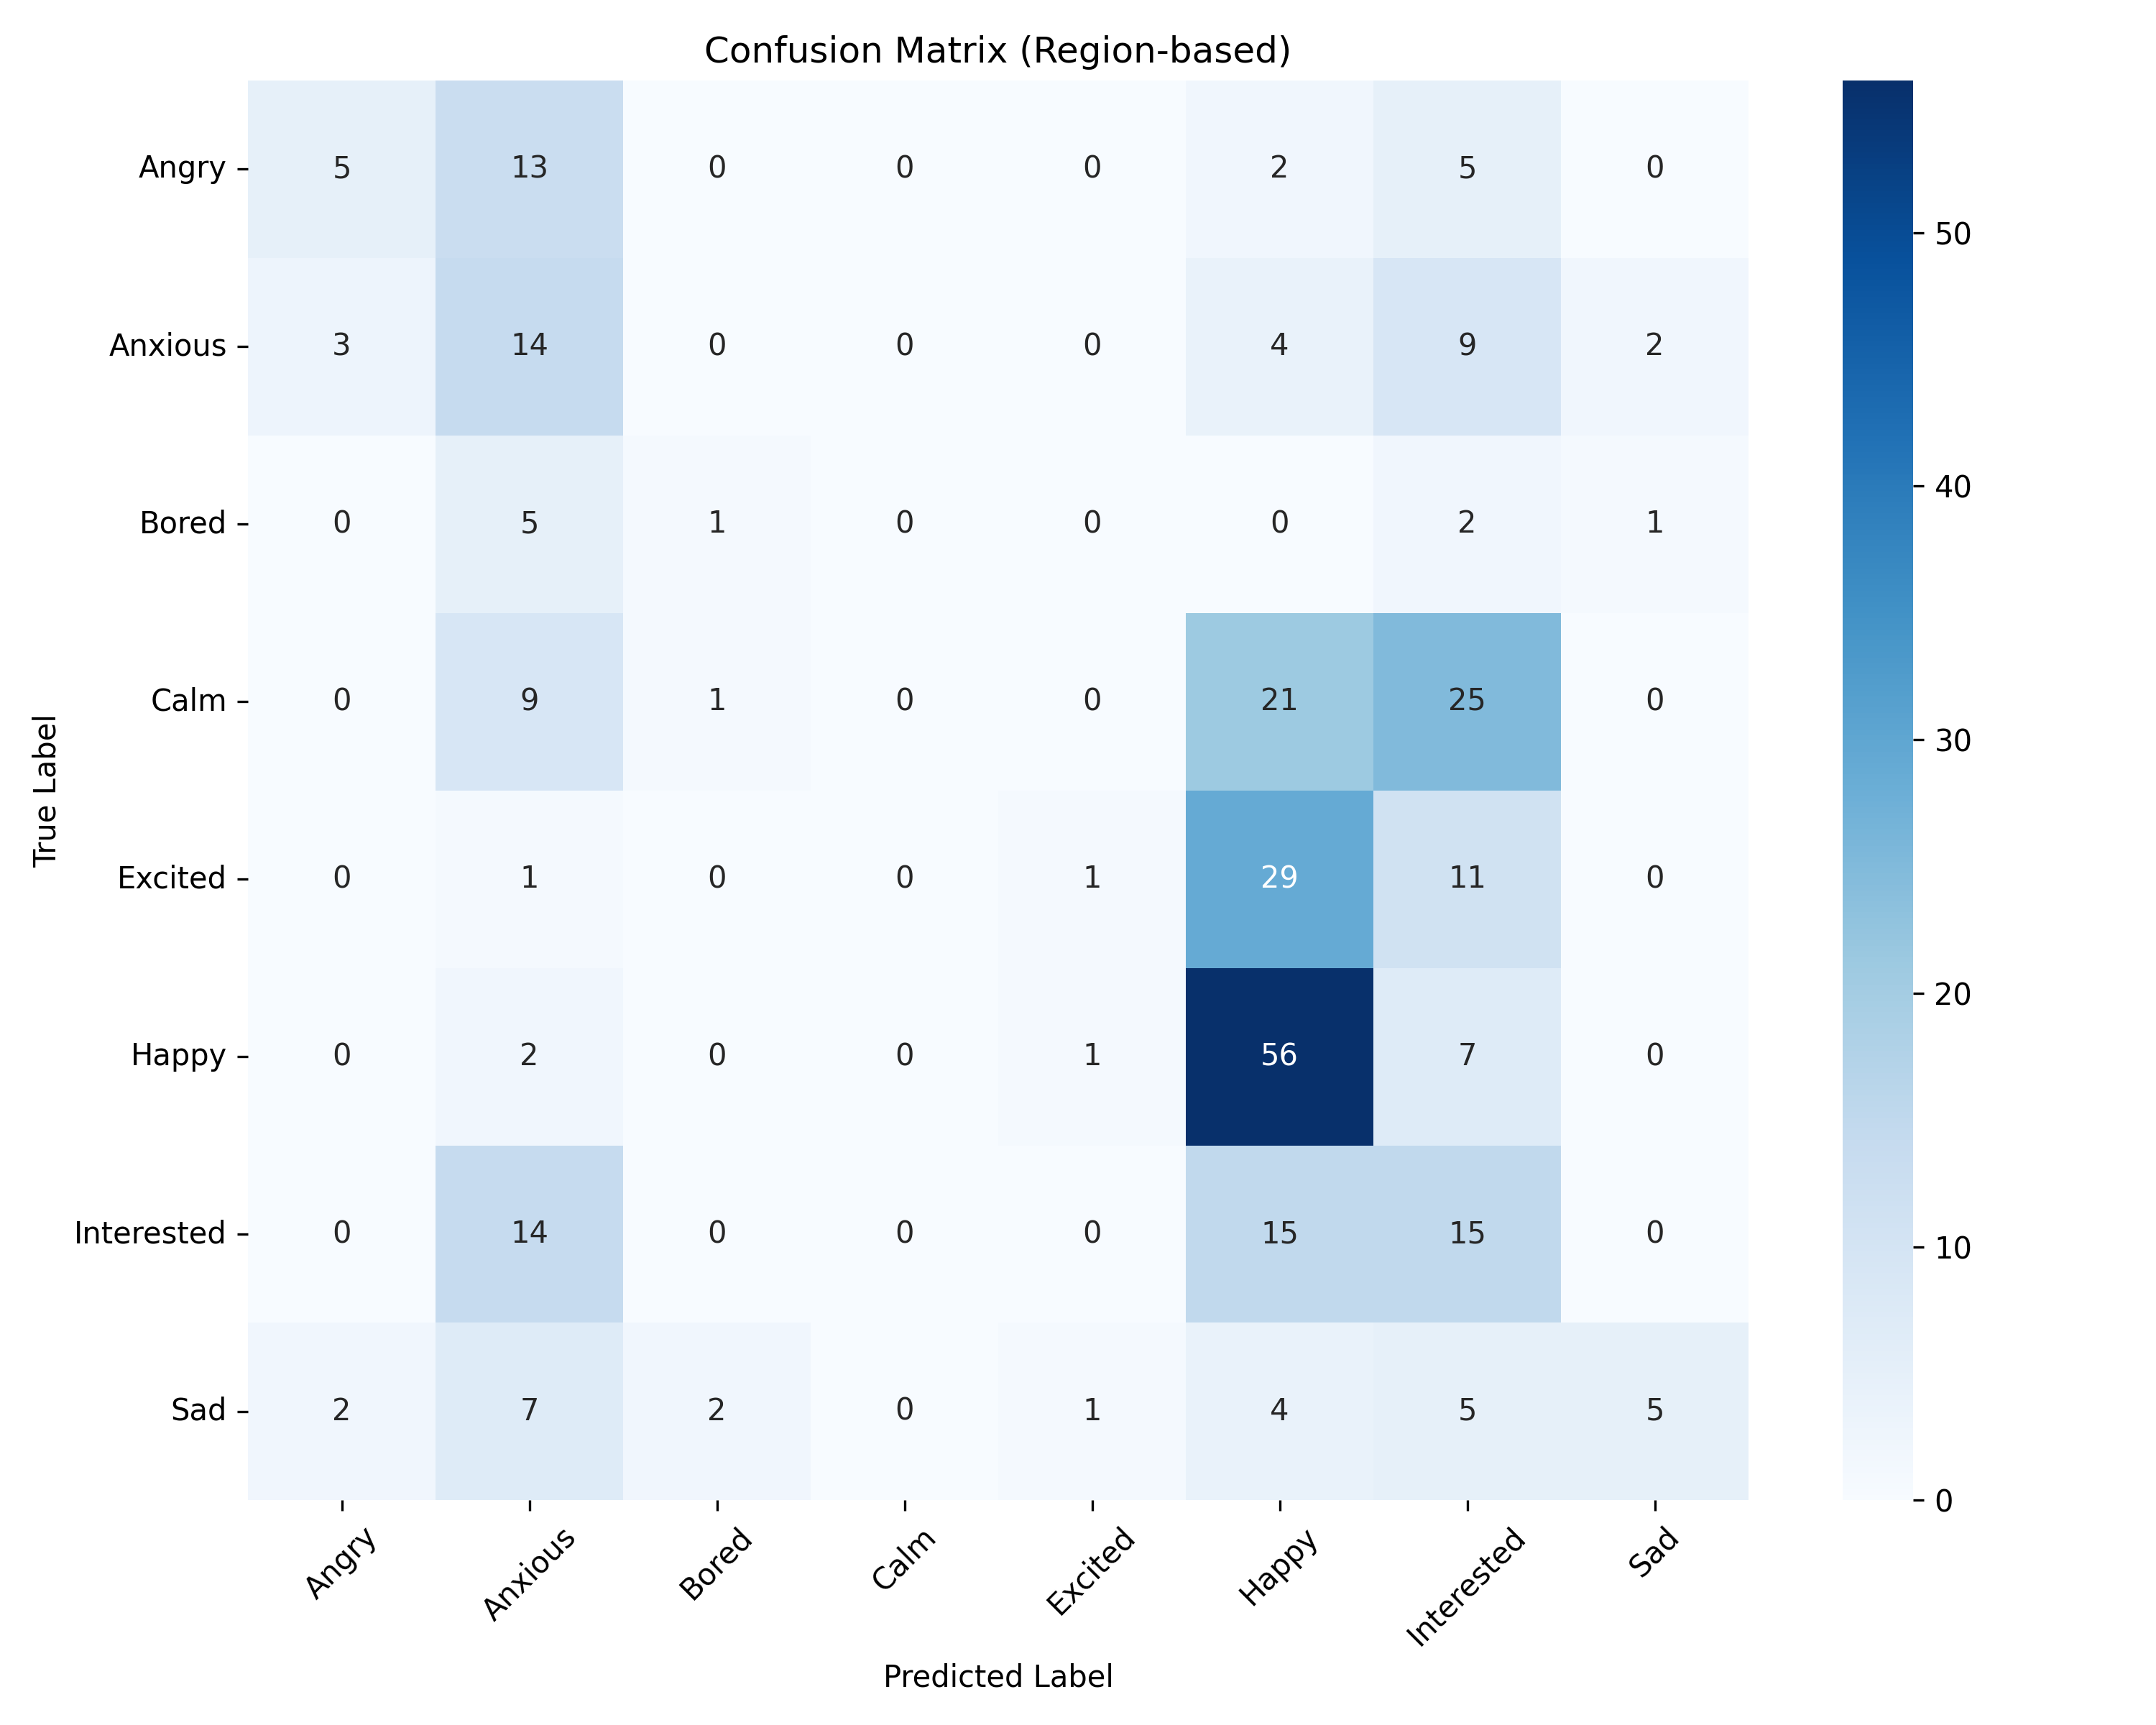 Confusion Matrix (Region-based)
True Label
Angry 5 13 0 0 0 2 5 0
Anxious 3 14 0 0 0 4 9 2
Bored 0 5 1 0 0 0 2 1
Calm 0 9 1 0 0 21 25 0
Excited 0 1 0 0 1 29 11 0
Happy 0 2 0 0 1 56 7 0
Interested 0 14 0 0 0 15 15 0
Sad 2 7 2 0 1 4 5 5
Angry Anxious Bored Calm Excited Happy Interested Sad
Predicted Label
50
40
30
20
10
0